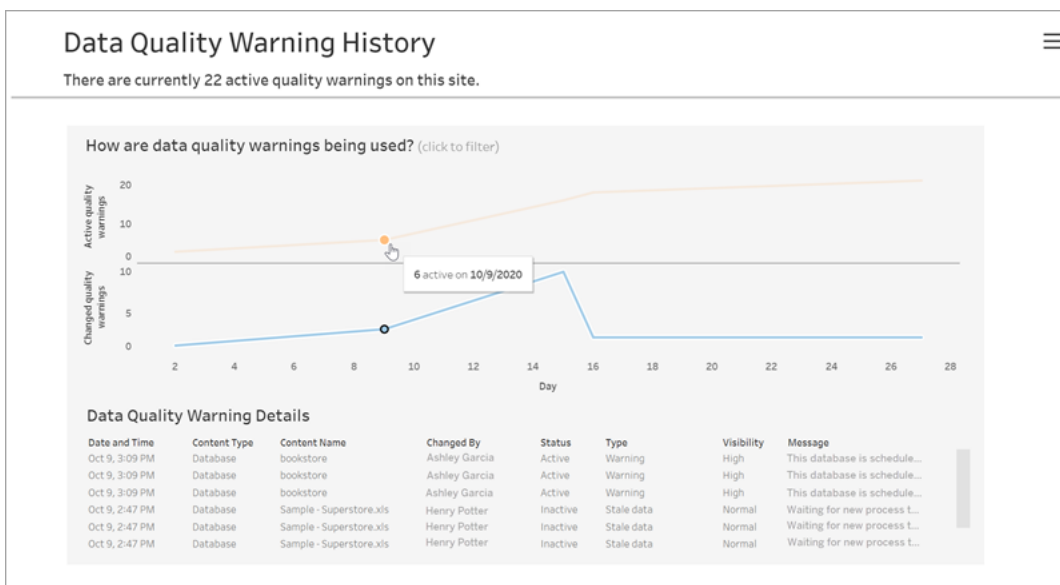 Data Quality Warning History
There are currently 22 active quality warnings on this site.
How are data quality warnings being used? (click to filter)
Active quality
warnings
20
10
0
6 active on 10/9/2020
Changed quality
warnings
10
5
0
2 4 6 8 10 12 14 16 18 20 22 24 26 28
Day
Data Quality Warning Details
Date and Time Content Type Content Name Changed By Status Type Visibility Message
Oct 9, 3:09 PM Database bookstore Ashley Garcia Active Warning High This database is schedule...
Oct 9, 3:09 PM Database bookstore Ashley Garcia Active Warning High This database is schedule...
Oct 9, 3:09 PM Database bookstore Ashley Garcia Active Warning High This database is schedule...
Oct 9, 2:47 PM Database Sample - Superstore.xls Henry Potter Inactive Stale data Normal Waiting for new process t...
Oct 9, 2:47 PM Database Sample - Superstore.xls Henry Potter Inactive Stale data Normal Waiting for new process t...
Oct 9, 2:47 PM Database Sample - Superstore.xls Henry Potter Inactive Stale data Normal Waiting for new process t...